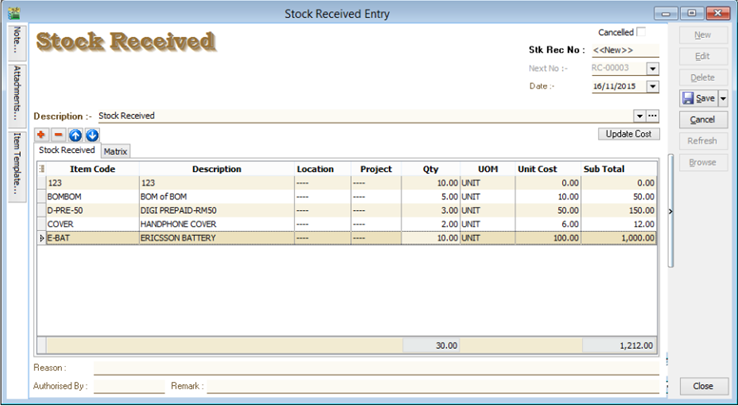 Stock Received Entry
Note...
Attachments...
Item Template...
Stock Received
Cancelled
Stk Rec No : <<New>>
Next No :- RC-00003
Date :- 16/11/2015
Description :- Stock Received
Update Cost
Stock Received Matrix
Item Code Description Location Project Qty UOM Unit Cost Sub Total
123 123 ---- ---- 10.00 UNIT 0.00 0.00
BOMBOM BOM of BOM ---- ---- 5.00 UNIT 10.00 50.00
D-PRE-50 DIGI PREPAID-RM50 ---- ---- 3.00 UNIT 50.00 150.00
COVER HANDPHONE COVER ---- ---- 2.00 UNIT 6.00 12.00
E-BAT ERICSSON BATTERY ---- ---- 10.00 UNIT 100.00 1,000.00
30.00 1,212.00
Reason :
Authorised By : Remark :
New
Edit
Delete
Save
Cancel
Refresh
Browse
Close